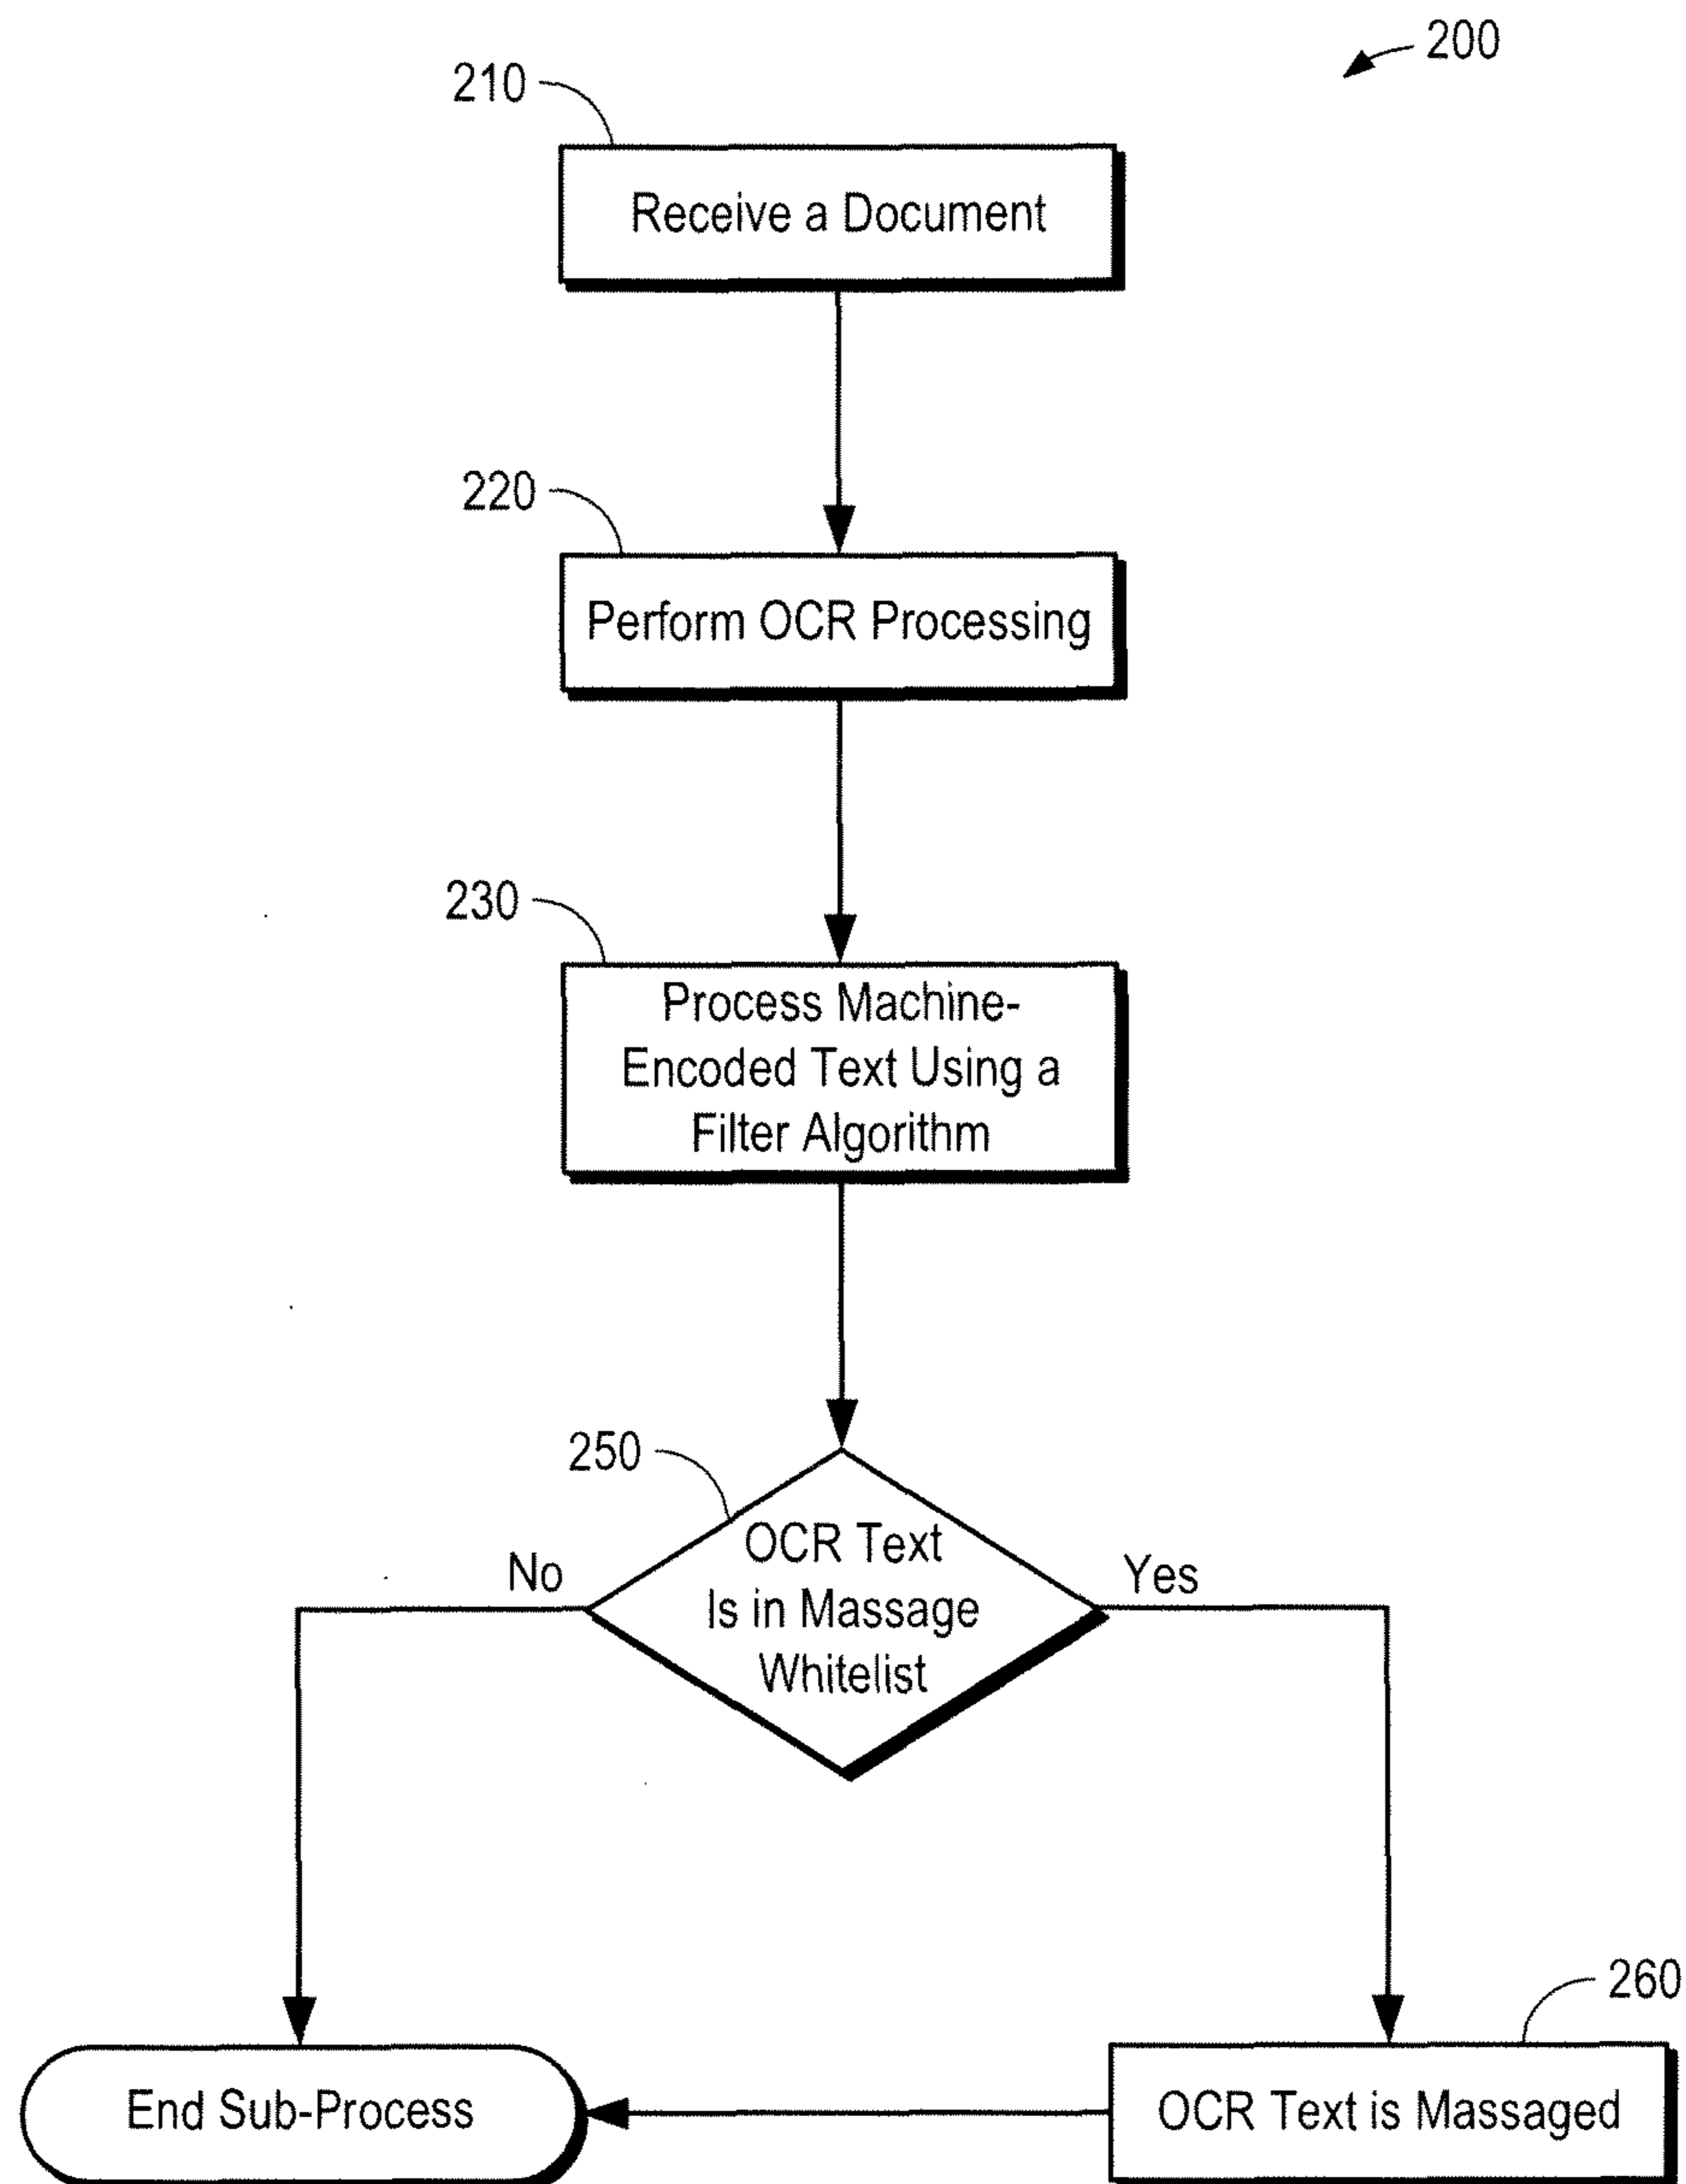 200
210
Receive a Document
220
Perform OCR Processing
230
Process Machine-
Encoded Text Using a
Filter Algorithm
250
OCR Text
Is in Massage
Whitelist
No
Yes
260
End Sub-Process
OCR Text is Massaged